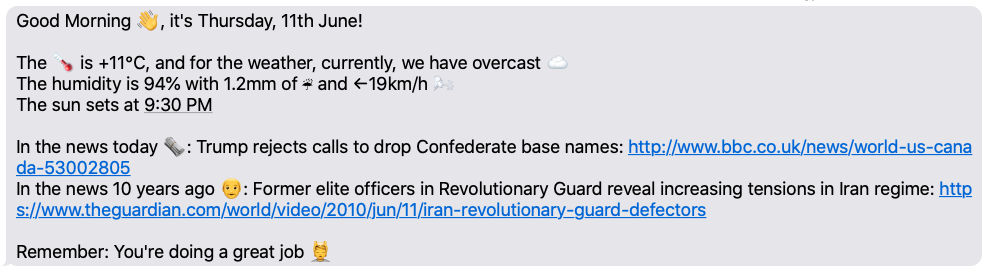 Good Morning 👋, it's Thursday, 11th June!
The 🌡️ is +11°C, and for the weather, currently, we have overcast ☁️
The humidity is 94% with 1.2mm of ☔ and ←19km/h 🌬️
The sun sets at 9:30 PM
In the news today 🗞️: Trump rejects calls to drop Confederate base names: http://www.bbc.co.uk/news/world-us-cana
da-53002805
In the news 10 years ago 👴: Former elite officers in Revolutionary Guard reveal increasing tensions in Iran regime: http
s://www.theguardian.com/world/video/2010/jun/11/iran-revolutionary-guard-defectors
Remember: You're doing a great job 💆